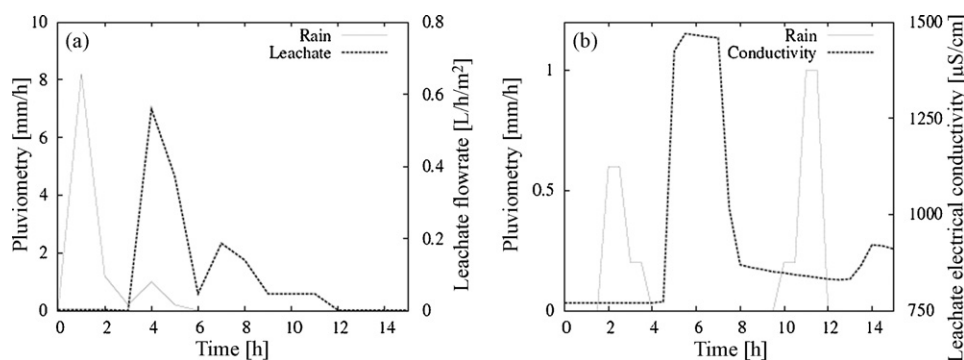 (a)
Rain
Leachate
Pluviometry [mm/h]
10
8
6
4
2
0
0 2 4 6 8 10 12 14
Time [h]
0.8
0.6
0.4
0.2
0
Leachate flowrate [L/h/m²]
(b)
Rain
Conductivity
Pluviometry [mm/h]
1
0.5
0
0 2 4 6 8 10 12 14
Time [h]
1500
1250
1000
750
Leachate electrical
conductivity [µS/cm]